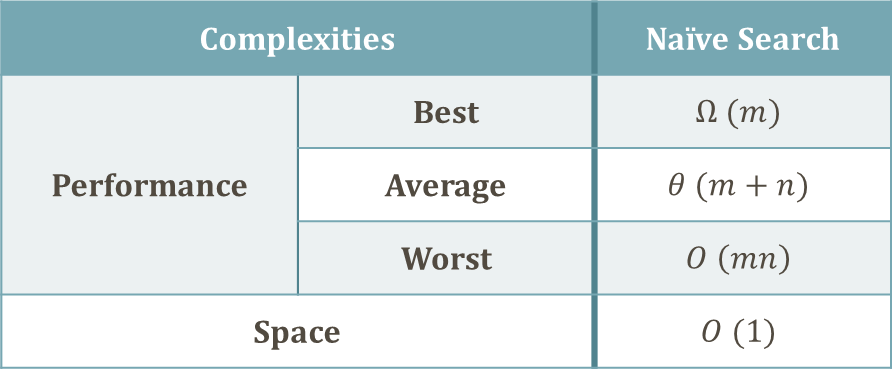 Complexities Naïve Search
Best Ω (m)
Performance Average θ (m + n)
Worst O (mn)
Space O (1)